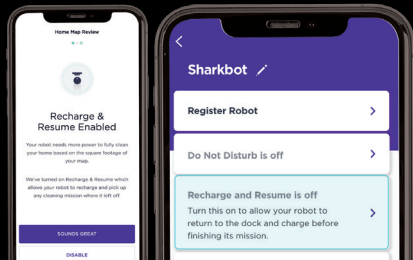 Home Map Review
Recharge &
Resume Enabled
Your robot needs more power to fully clean
your home based on the square footage of
your map.
We've turned on Recharge & Resume which
allows your robot to recharge and pick up
any cleaning mission where it left off
SOUNDS GREAT
DISABLE
Sharkbot
Register Robot
Do Not Disturb is off
Recharge and Resume is off
Turn this on to allow your robot to
return to the dock and charge before
finishing its mission.